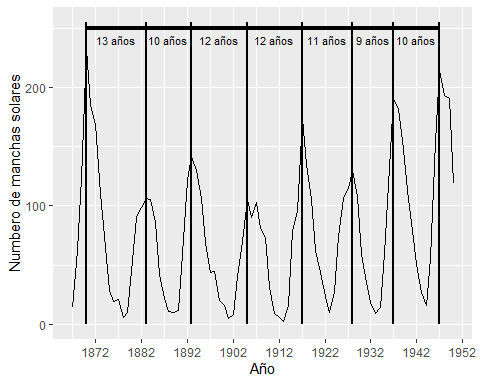 13 años 10 años 12 años 12 años 11 años 9 años 10 años
200
100
0
Numbero de manchas solares
1872 1882 1892 1902 1912 1922 1932 1942 1952
Año